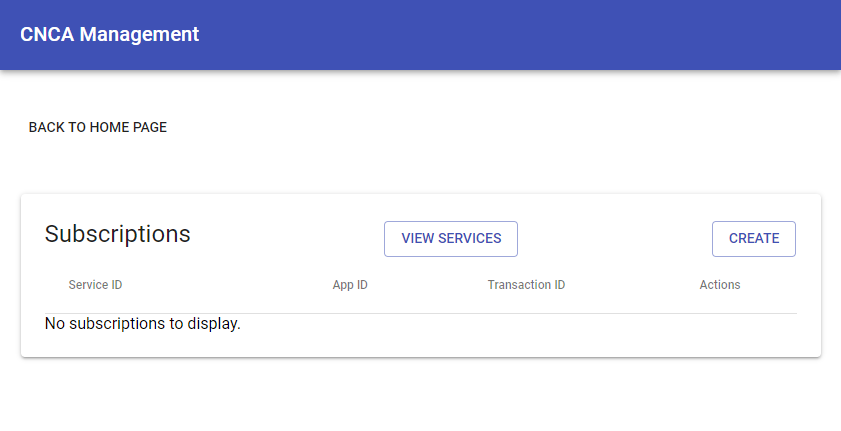 CNCA Management
BACK TO HOME PAGE
Subscriptions VIEW SERVICES CREATE
Service ID App ID Transaction ID Actions
No subscriptions to display.